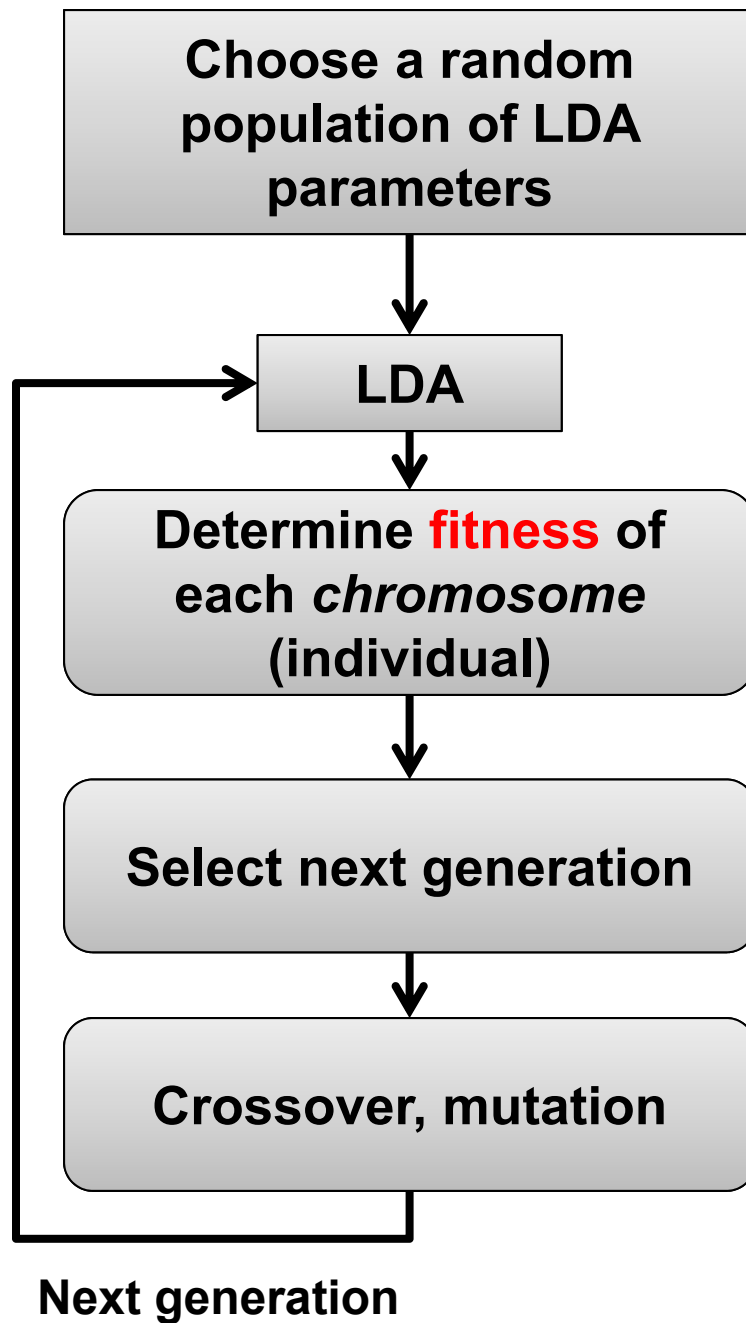 Choose a random
population of LDA
parameters
LDA
Determine fitness of
each chromosome
(individual)
Select next generation
Crossover, mutation
Next generation